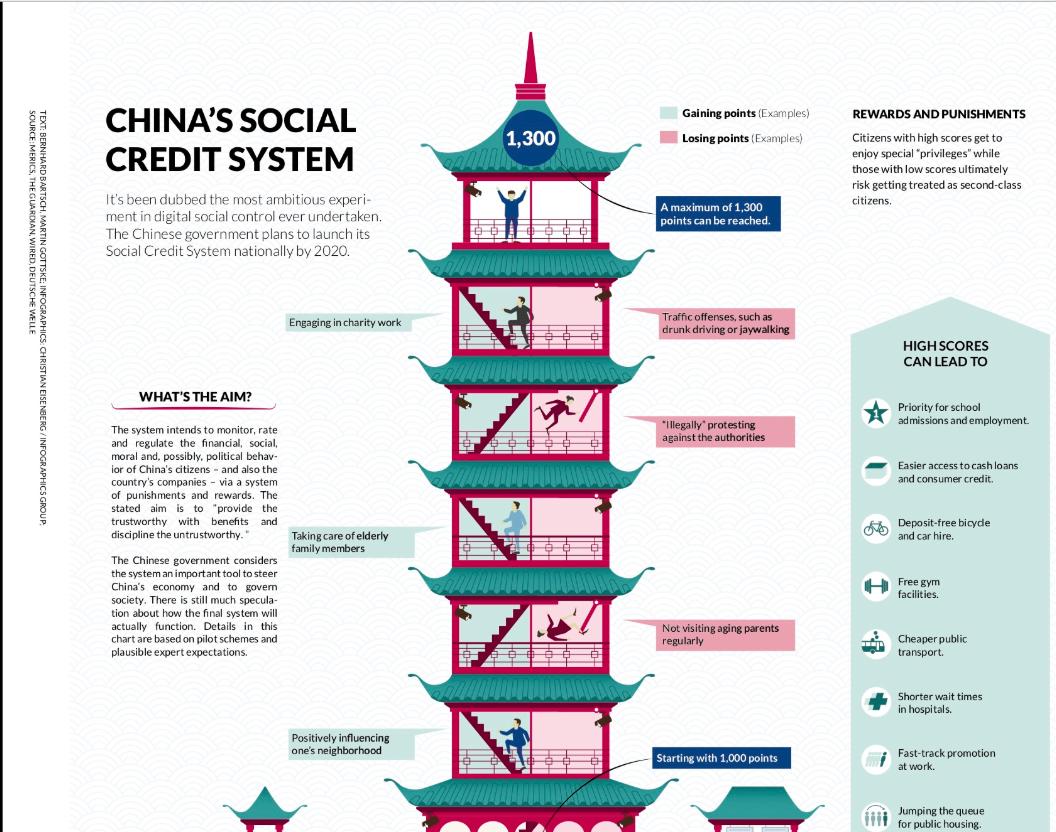 CHINA'S SOCIAL
CREDIT SYSTEM
It's been dubbed the most ambitious experi-
ment in digital social control ever undertaken.
The Chinese government plans to launch its
Social Credit System nationally by 2020.
TEXT: BERNHARD BARTSCH, MARTIN GOTTSKE; INFOGRAPHICS: CHRISTIAN EISENBERG / INFOGRAPHICS GROUP;
SOURCE: MERICS, THE GUARDIAN, WIRED, DEUTSCHE WELLE
WHAT'S THE AIM?
The system intends to monitor, rate
and regulate the financial, social,
moral and, possibly, political behav-
ior of China's citizens – and also the
country's companies – via a system
of punishments and rewards. The
stated aim is to "provide the
trustworthy with benefits and
discipline the untrustworthy."
The Chinese government considers
the system an important tool to steer
China's economy and to govern
society. There is still much specula-
tion about how the final system will
actually function. Details in this
chart are based on pilot schemes and
plausible expert expectations.
1,300
Gaining points (Examples)
Losing points (Examples)
A maximum of 1,300
points can be reached.
Engaging in charity work
Traffic offenses, such as
drunk driving or jaywalking
"Illegally" protesting
against the authorities
Taking care of elderly
family members
Not visiting aging parents
regularly
Positively influencing
one's neighborhood
Starting with 1,000 points
REWARDS AND PUNISHMENTS
Citizens with high scores get to
enjoy special "privileges" while
those with low scores ultimately
risk getting treated as second-class
citizens.
HIGH SCORES
CAN LEAD TO
1
Priority for school
admissions and employment.
Easier access to cash loans
and consumer credit.
Deposit-free bicycle
and car hire.
Free gym
facilities.
Cheaper public
transport.
Shorter wait times
in hospitals.
Fast-track promotion
at work.
Jumping the queue
for public housing.